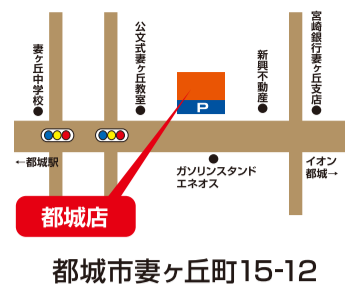 妻ヶ丘中学校
公文式妻ヶ丘教室
新興不動産
宮崎銀行妻ヶ丘支店
P
←都城駅
ガソリンスタンド
エネオス
イオン
都城→
都城店
都城市妻ヶ丘町15-12